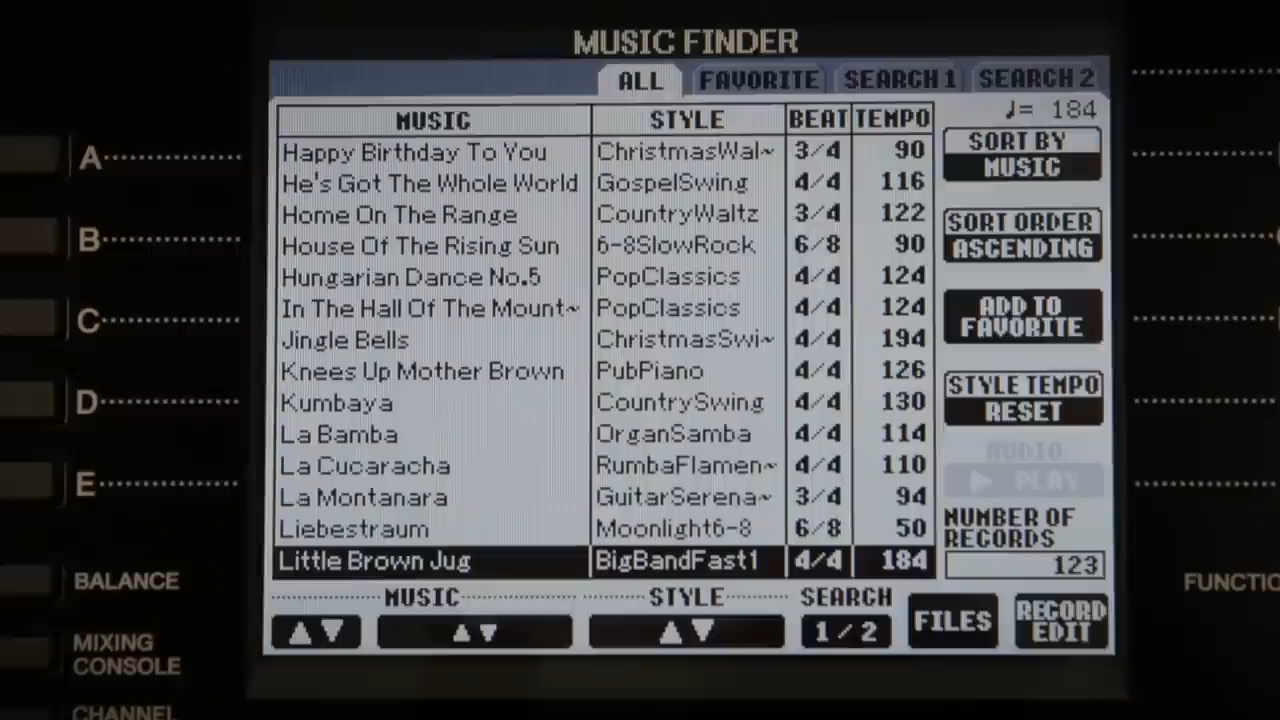 MUSIC FINDER
ALL FAVORITE SEARCH 1 SEARCH 2
MUSIC STYLE BEAT TEMPO ♩= 184
Happy Birthday To You ChristmasWal~ 3/4 90
He's Got The Whole World GospelSwing 4/4 116
Home On The Range CountryWaltz 3/4 122
House Of The Rising Sun 6-8SlowRock 6/8 90
Hungarian Dance No.5 PopClassics 4/4 124
In The Hall Of The Mount~ PopClassics 4/4 124
Jingle Bells ChristmasSwi~ 4/4 194
Knees Up Mother Brown PubPiano 4/4 126
Kumbaya CountrySwing 4/4 130
La Bamba OrganSamba 4/4 114
La Cucaracha RumbaFlamen~ 4/4 110
La Montanara GuitarSerena~ 3/4 94
Liebestraum Moonlight6-8 6/8 50
Little Brown Jug BigBandFast1 4/4 184
SORT BY
MUSIC
SORT ORDER
ASCENDING
ADD TO
FAVORITE
STYLE TEMPO
RESET
AUDIO
▶ PLAY
NUMBER OF
RECORDS
123
MUSIC STYLE SEARCH
▲▼ ▲▼ ▲▼ 1/2
FILES
RECORD
EDIT
A
B
C
D
E
BALANCE
MIXING
CONSOLE
CHANNEL
FUNCTIO